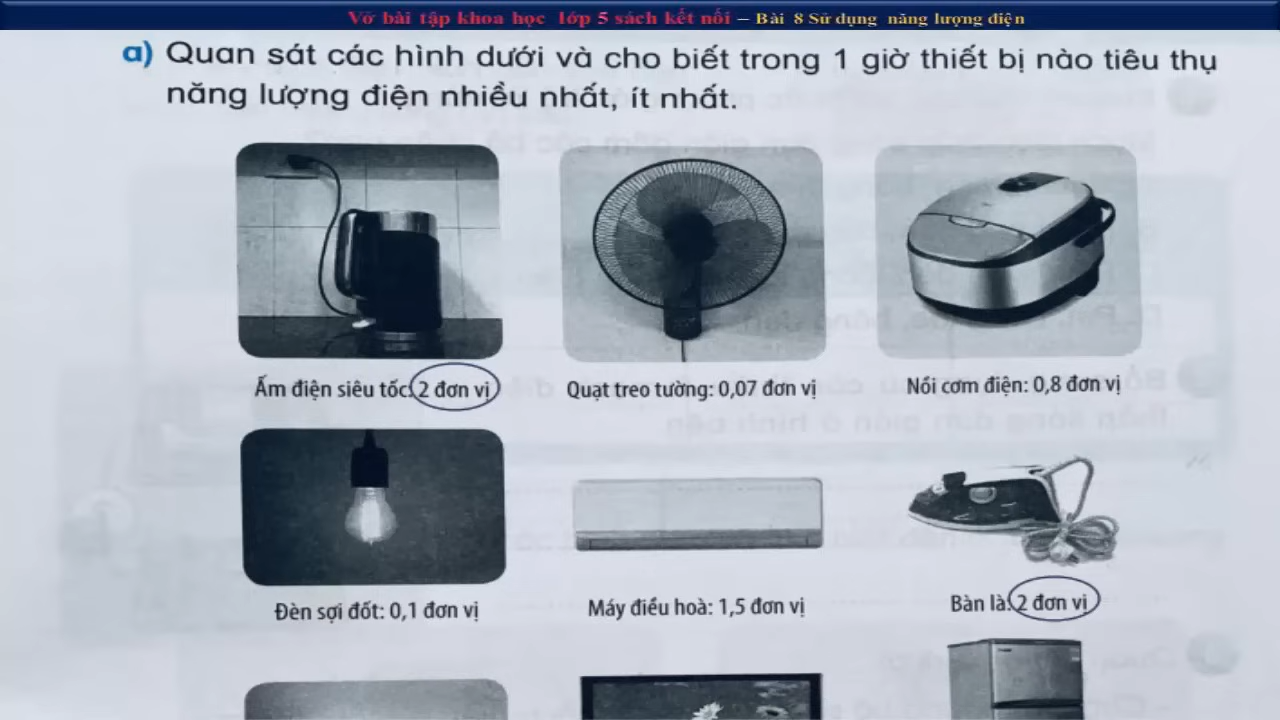 Vở bài tập khoa học lớp 5 sách kết nối – Bài 8 Sử dụng năng lượng điện
a) Quan sát các hình dưới và cho biết trong 1 giờ thiết bị nào tiêu thụ
năng lượng điện nhiều nhất, ít nhất.
Ấm điện siêu tốc: 2 đơn vị
Quạt treo tường: 0,07 đơn vị
Nồi cơm điện: 0,8 đơn vị
Đèn sợi đốt: 0,1 đơn vị
Máy điều hoà: 1,5 đơn vị
Bàn là: 2 đơn vị